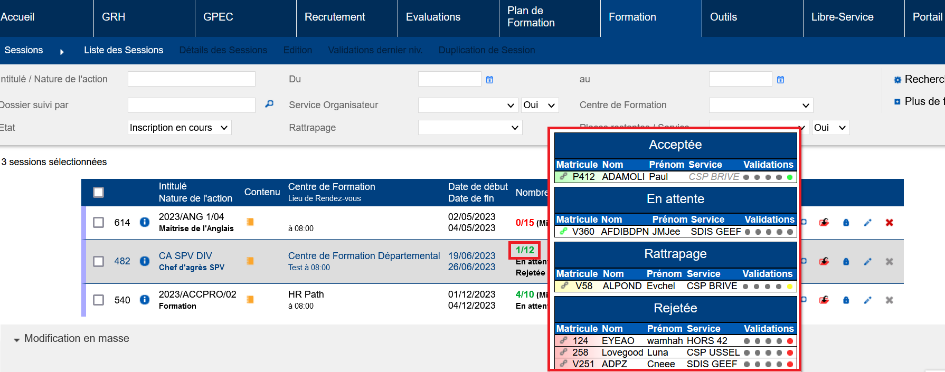 Accueil GRH GPEC Recrutement Evaluations Plan de Formation Formation Outils Libre-Service Portail
Sessions Liste des Sessions Détails des Sessions Edition Validations dernier niv. Duplication de Session
ntitulé / Nature de l'action Du au Recherc
Dossier suivi par Service Organisateur Oui Centre de Formation Plus de f
Etat Inscription en cours Rattrapage Places restantes / Service Oui
3 sessions sélectionnées
Intitulé Nature de l'action Contenu Centre de Formation Lieu de Rendez-vous Date de début Date de fin Nombre
614 2023/ANG 1/04 02/05/2023 0/15 (Mi
Maitrise de l'Anglais à 08:00 04/05/2023
482 CA SPV DIV Centre de Formation Départemental 19/06/2023 1/12
Chef d'agrès SPV Test à 08:00 26/06/2023 En attent
Rejetée
540 2023/ACCPRO/02 HR Path 01/12/2023 4/10 (Mi
Formation à 08:00 04/12/2023 En attent
Modification en masse
Acceptée
Matricule Nom Prénom Service Validations
P412 ADAMOLI Paul CSP BRIVE
En attente
Matricule Nom Prénom Service Validations
V360 AFDIBDPN JMJee SDIS GEEF
Rattrapage
Matricule Nom Prénom Service Validations
V58 ALPOND Evchel CSP BRIVE
Rejetée
Matricule Nom Prénom Service Validations
124 EYEAO wamhah HORS 42
258 Lovegood Luna CSP USSEL
V251 ADPZ Cneee SDIS GEEF